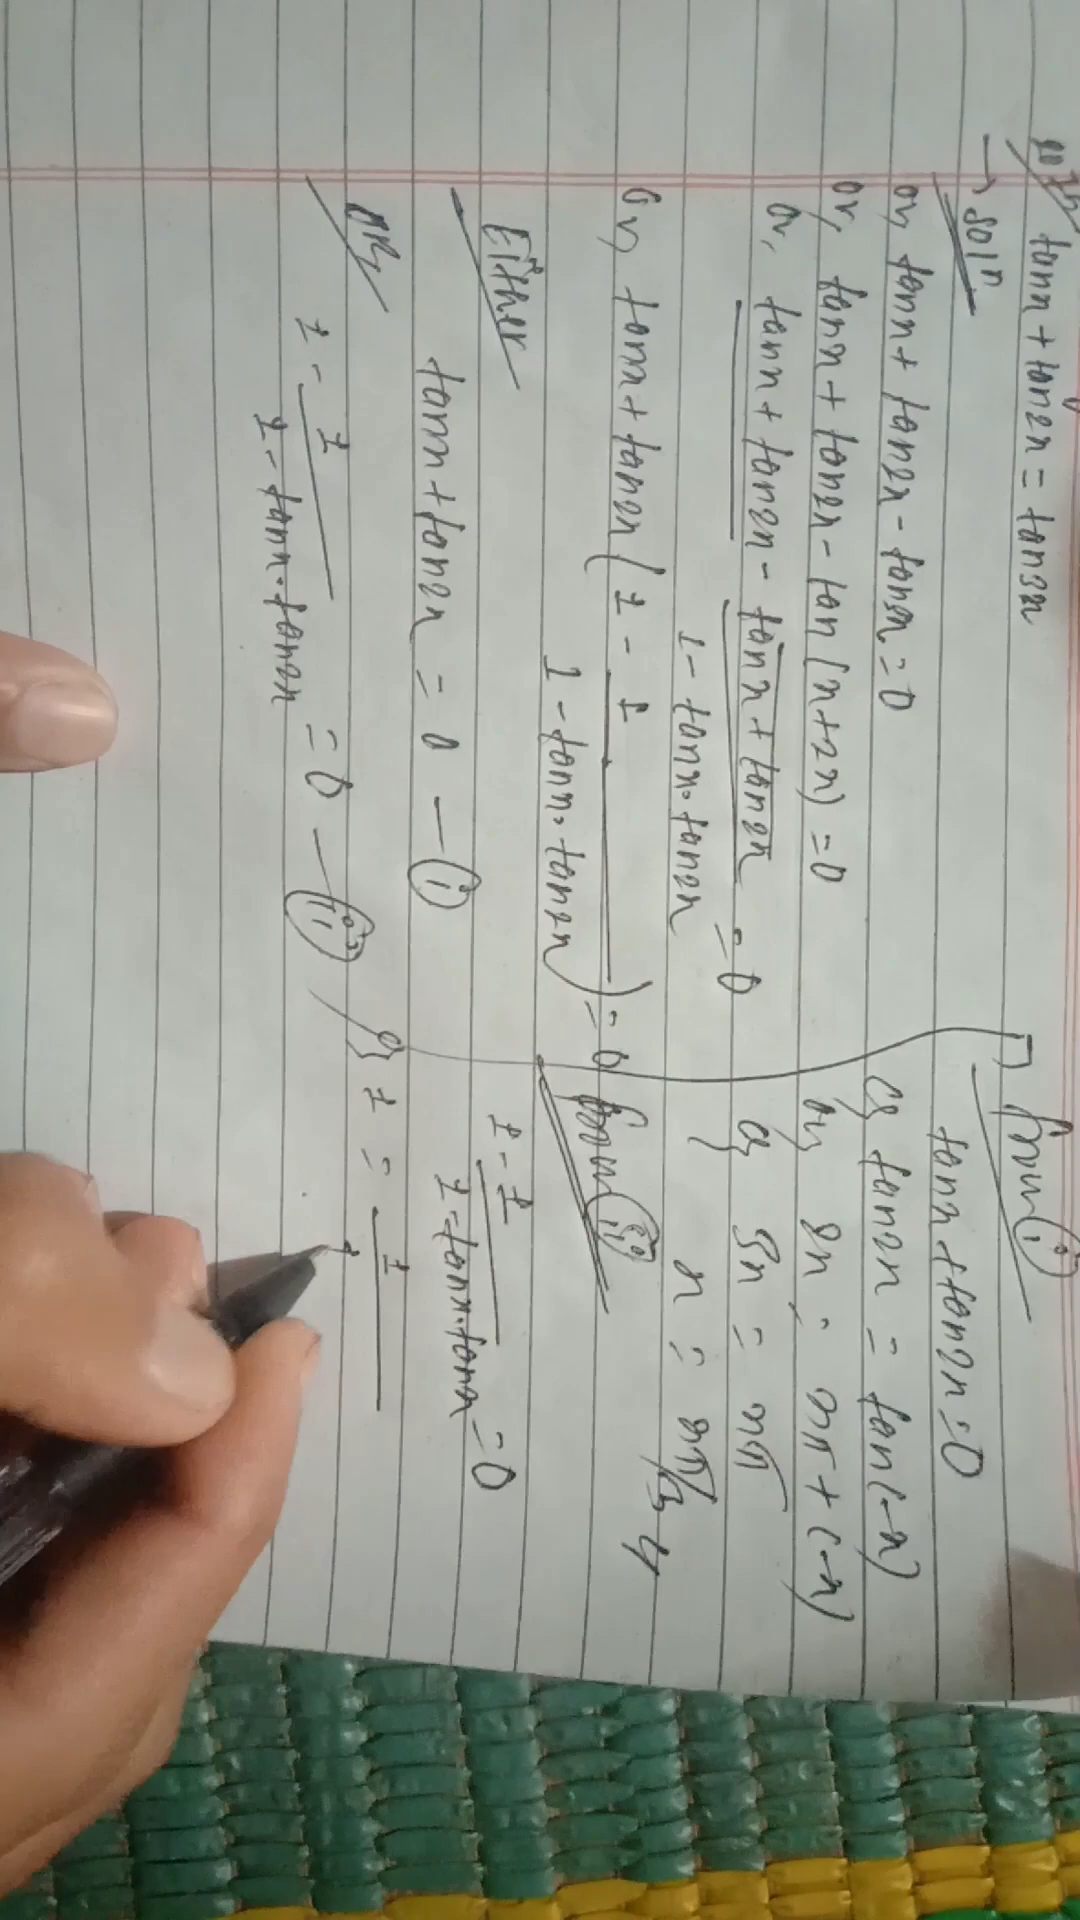 tanx + tan2x = tan3x
→ soln
or, tanx + tan2x - tan3x = 0
or, tanx + tan2x - tan(x+2x) = 0
or, tanx + tan2x - tanx + tan2x = 0
1 - tanx . tan2x
or, tanx + tan2x ( 1 - 1 ) = 0
1 - tanx . tan2x
Either
tanx + tan2x = 0 — (i)
OR,
1 - 1
1 - tanx . tan2x = 0 — (ii)
from (i)
tanx + tan2x = 0
or, tan2x = tan(-x)
or, 2x = nπ + (-x)
or, 3x = nπ
x = nπ/3
from (ii)
1 - 1
1 - tanx . tan2x = 0
or, 1 = 1